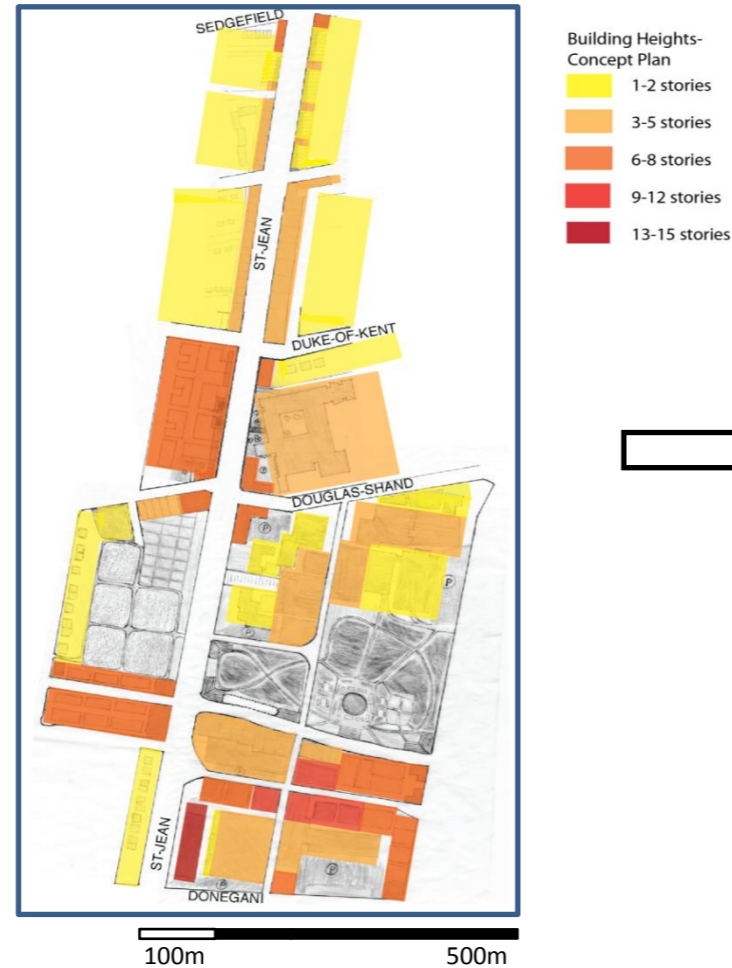 SEDGEFIELD
ST-JEAN
DUKE-OF-KENT
DOUGLAS-SHAND
P
P
P
P
ST-JEAN
P
P
DONEGANI
100m
500m
Building Heights-
Concept Plan
1-2 stories
3-5 stories
6-8 stories
9-12 stories
13-15 stories